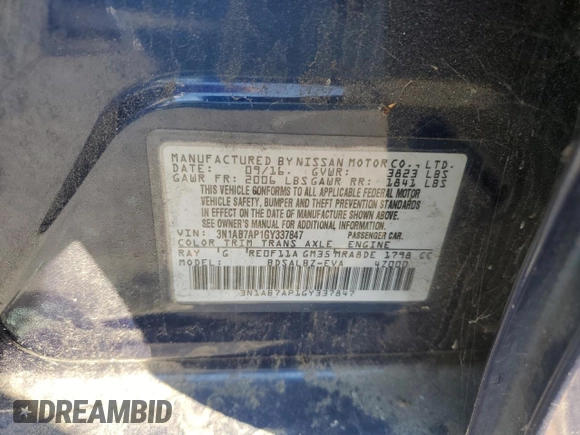 MANUFACTURED BY NISSAN MOTOR CO., LTD.
DATE: 09/16. GVWR: 3823 LBS
GAWR FR: 2006 LBS GAWR RR: 1841 LBS
THIS VEHICLE CONFORMS TO ALL APPLICABLE FEDERAL MOTOR
VEHICLE SAFETY, BUMPER AND THEFT PREVENTION STANDARDS
IN EFFECT ON THE DATE OF MANUFACTURE SHOWN ABOVE.
SEE OWNER'S MANUAL FOR ADDITIONAL INFORMATION.
VIN: 3N1AB7AP1GY337847 PASSENGER CAR.
COLOR TRIM TRANS AXLE ENGINE
RAY 'G RE0F11A GM35 MRA8DE 1798 CC
MODEL: BDSALBZ-EVA 47000
3N1AB7AP1GY337847
DREAMBID